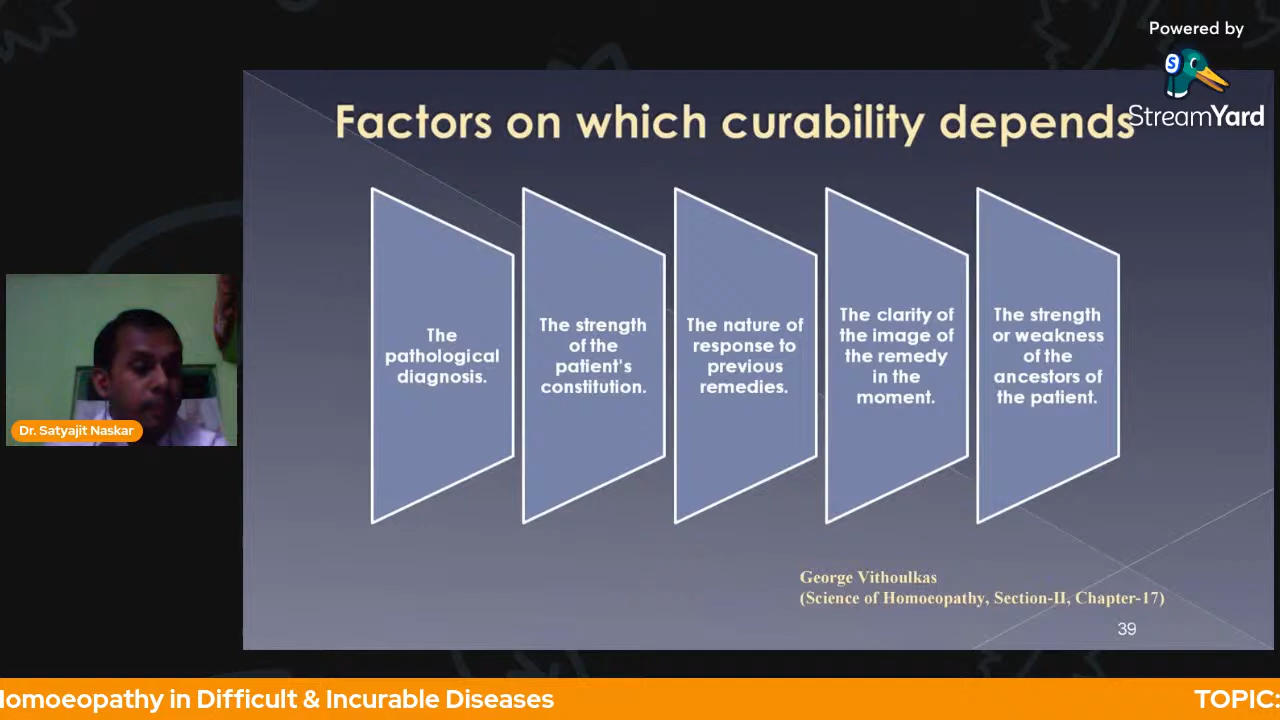 Powered by
StreamYard
Factors on which curability depends
The
pathological
diagnosis.
The strength
of the
patient's
constitution.
The nature of
response to
previous
remedies.
The clarity of
the image of
the remedy
in the
moment.
The strength
or weakness
of the
ancestors of
the patient.
Dr. Satyajit Naskar
George Vithoulkas
(Science of Homoeopathy, Section-II, Chapter-17)
39
omoeopathy in Difficult & Incurable Diseases
TOPIC: